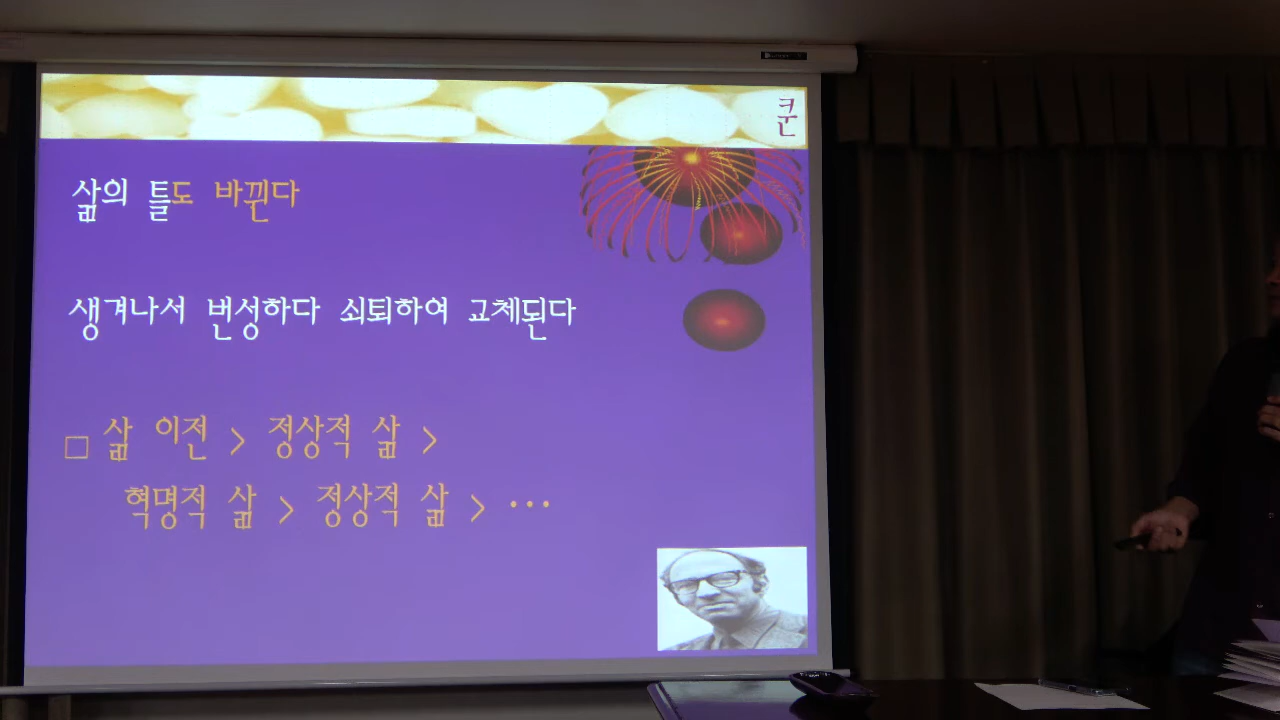 쿤
삶의 틀도 바뀐다
생겨나서 번성하다 쇠퇴하여 교체된다
□ 삶 이전 > 정상적 삶 >
혁명적 삶 > 정상적 삶 > ···